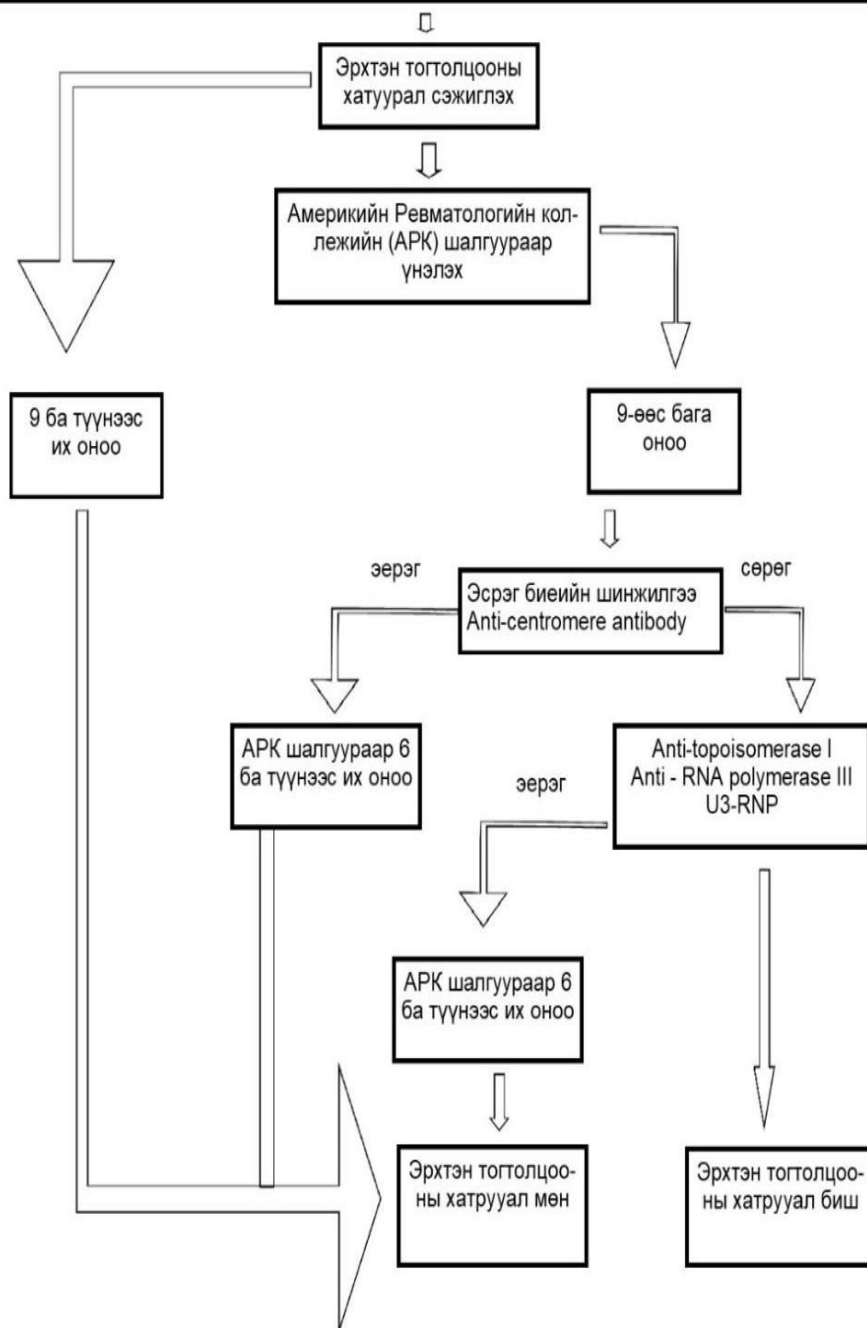 Эрхтэн тогтолцооны
хатуурал сэжиглэх
Америкийн Ревматологийн кол-
лежийн (АРК) шалгуураар
үнэлэх
9 ба түүнээс
их оноо
9-өөс бага
оноо
эерэг
Эсрэг биеийн шинжилгээ
Anti-centromere antibody
сөрөг
АРК шалгуураар 6
ба түүнээс их оноо
Anti-topoisomerase I
Anti - RNA polymerase III
U3-RNP
эерэг
АРК шалгуураар 6
ба түүнээс их оноо
Эрхтэн тогтолцоо-
ны хатрууал мөн
Эрхтэн тогтолцоо-
ны хатрууал биш